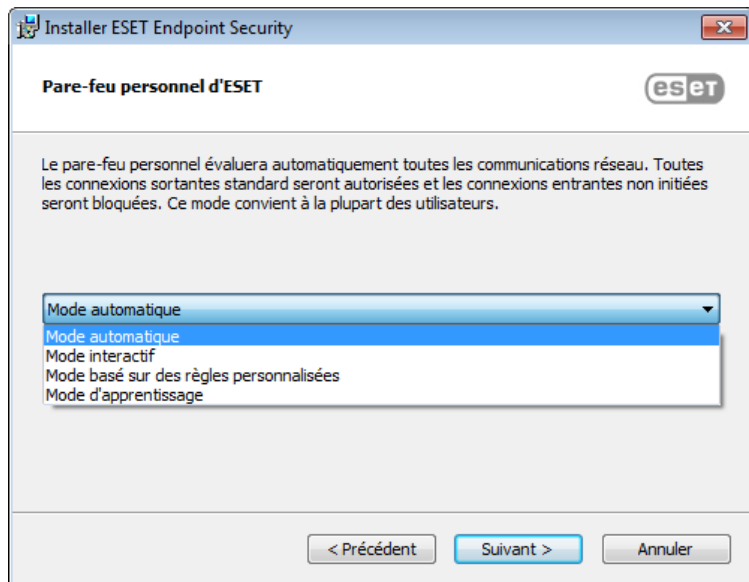 Installer ESET Endpoint Security
Pare-feu personnel d'ESET
eseT
Le pare-feu personnel évaluera automatiquement toutes les communications réseau. Toutes
les connexions sortantes standard seront autorisées et les connexions entrantes non initiées
seront bloquées. Ce mode convient à la plupart des utilisateurs.
Mode automatique
Mode automatique
Mode interactif
Mode basé sur des règles personnalisées
Mode d'apprentissage
< Précédent
Suivant >
Annuler